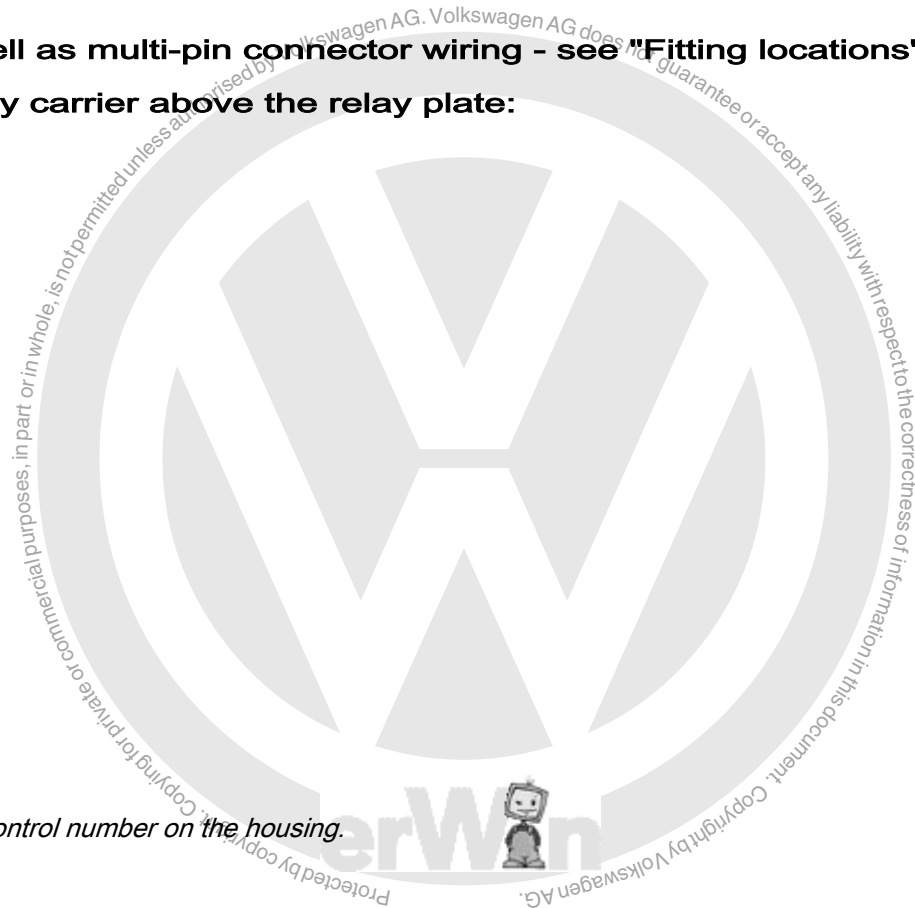 ell as multi-pin connector wiring - see "Fitting locations"
y carrier above the relay plate:
ontrol number on the housing.
erWin
Protected by copyright. Copying for private or commercial purposes, in part or in whole, is not permitted unless authorised by Volkswagen AG. Volkswagen AG does not guarantee or accept any liability with respect to the correctness of information in this document. Copyright by Volkswagen AG.